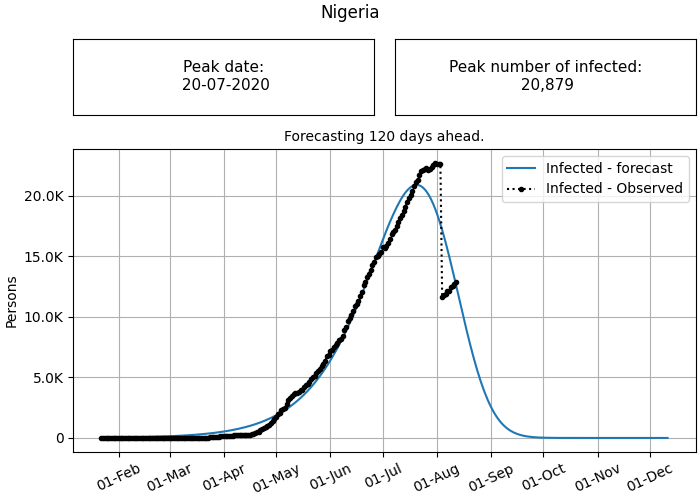 Nigeria
Peak date:
20-07-2020
Peak number of infected:
20,879
Forecasting 120 days ahead.
Infected - forecast
Infected - Observed
Persons
20.0K
15.0K
10.0K
5.0K
0
01-Feb
01-Mar
01-Apr
01-May
01-Jun
01-Jul
01-Aug
01-Sep
01-Oct
01-Nov
01-Dec